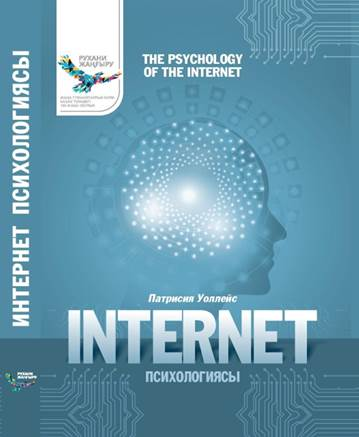 ИНТЕРНЕТ ПСИХОЛОГИЯСЫ
РУХАНИ
ЖАҢҒЫРУ
THE PSYCHOLOGY
OF THE INTERNET
Патрисия Уоллейс
INTERNET
ПСИХОЛОГИЯСЫ
РУХАНИ
ЖАҢҒЫРУ